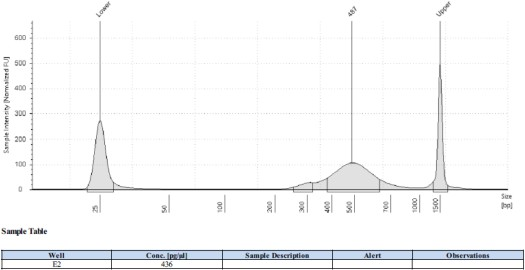 Lower
487
Upper
Sample Intensity [Normalized FU]
600
500
400
300
200
100
0
25
50
100
200
300
400
500
700
1000
1500
Size
[bp]
Sample Table
Well Conc. [pg/µl] Sample Description Alert Observations
E2 436